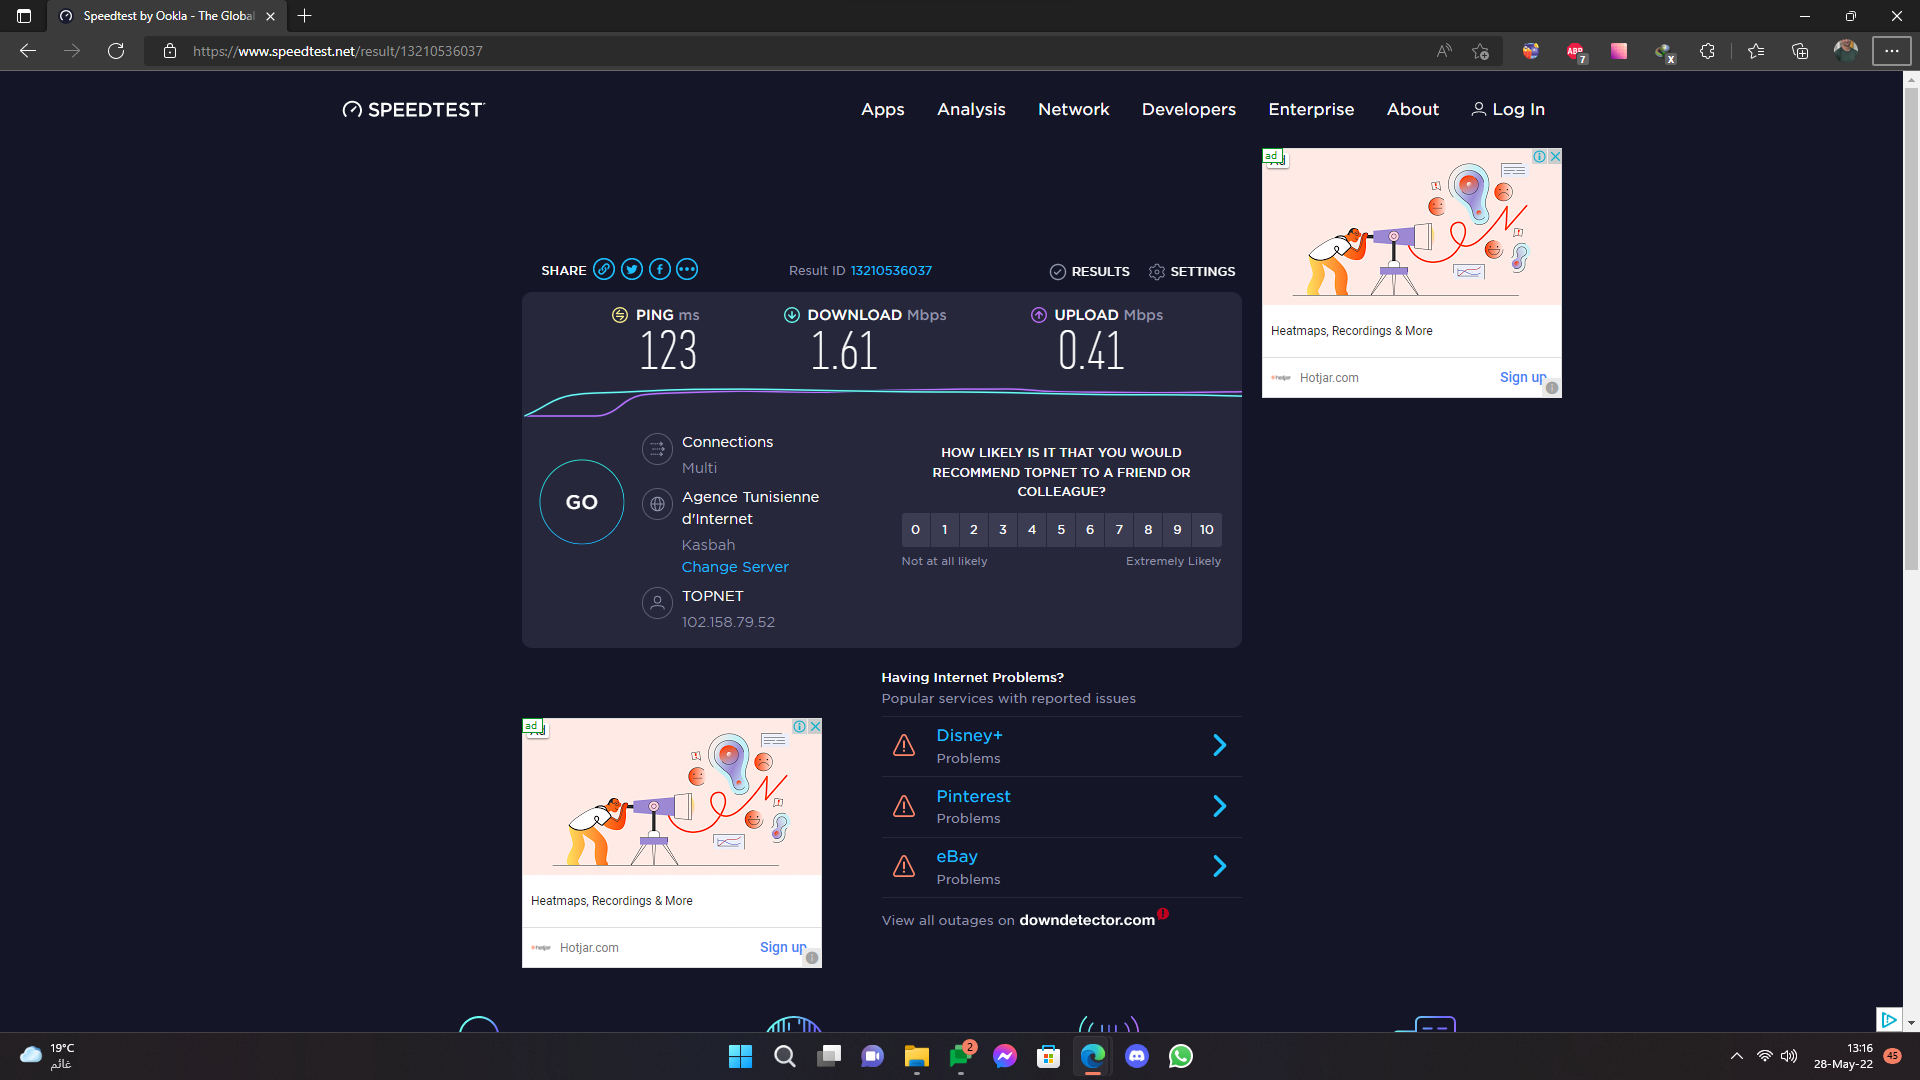 Speedtest by Ookla - The Global
https://www.speedtest.net/result/13210536037
ABP
7
x
SPEEDTEST
Apps
Analysis
Network
Developers
Enterprise
About
Log In
ad
Heatmaps, Recordings & More
Hotjar.com
Sign up
SHARE
Result ID 13210536037
RESULTS
SETTINGS
PING ms
123
DOWNLOAD Mbps
1.61
UPLOAD Mbps
0.41
GO
Connections
Multi
Agence Tunisienne
d'Internet
Kasbah
Change Server
TOPNET
102.158.79.52
HOW LIKELY IS IT THAT YOU WOULD
RECOMMEND TOPNET TO A FRIEND OR
COLLEAGUE?
0 1 2 3 4 5 6 7 8 9 10
Not at all likely
Extremely Likely
Having Internet Problems?
Popular services with reported issues
Disney+
Problems
Pinterest
Problems
eBay
Problems
View all outages on downdetector.com
ad
Heatmaps, Recordings & More
hotjar
Hotjar.com
Sign up
19°C
غائم
2
13:16
28-May-22
45